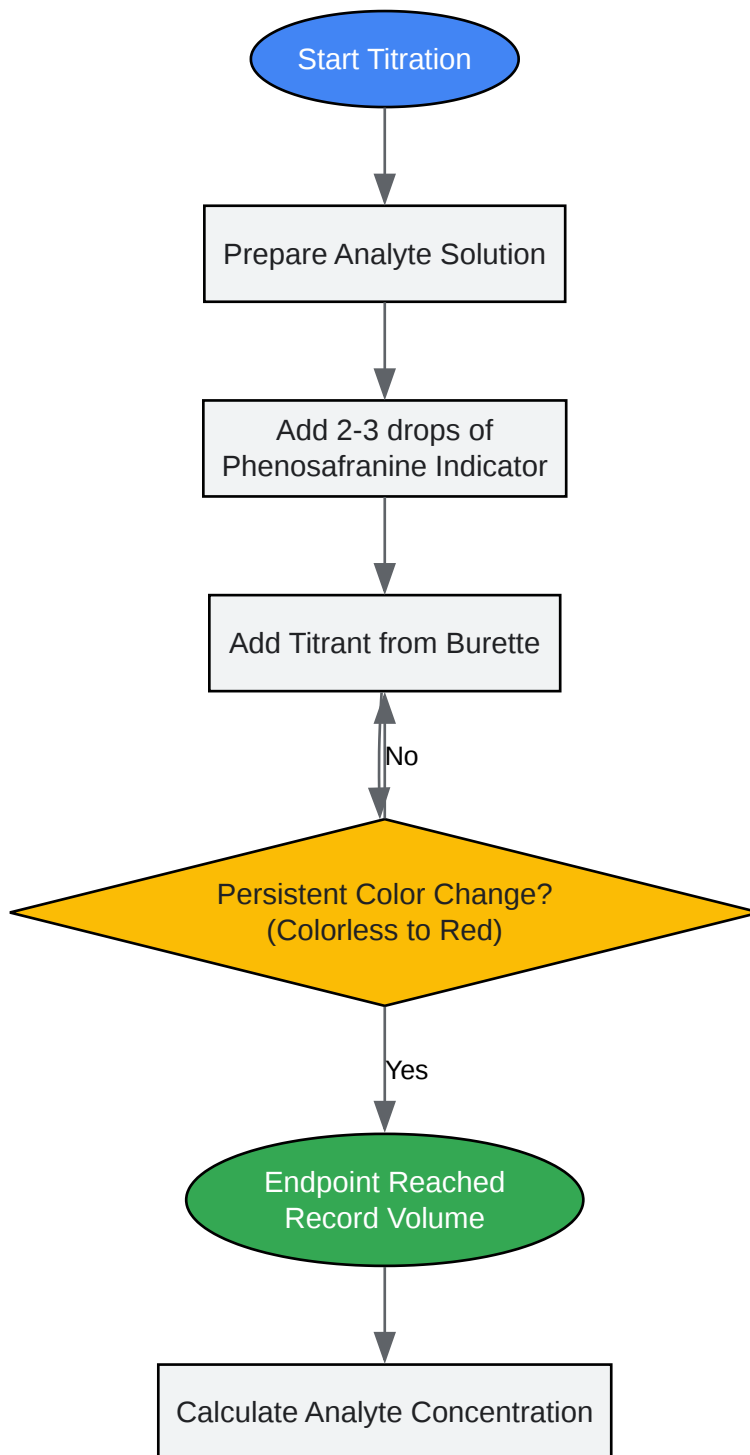 Start Titration
Prepare Analyte Solution
Add 2-3 drops of
Phenosafranine Indicator
Add Titrant from Burette
No
Persistent Color Change?
(Colorless to Red)
Yes
Endpoint Reached
Record Volume
Calculate Analyte Concentration